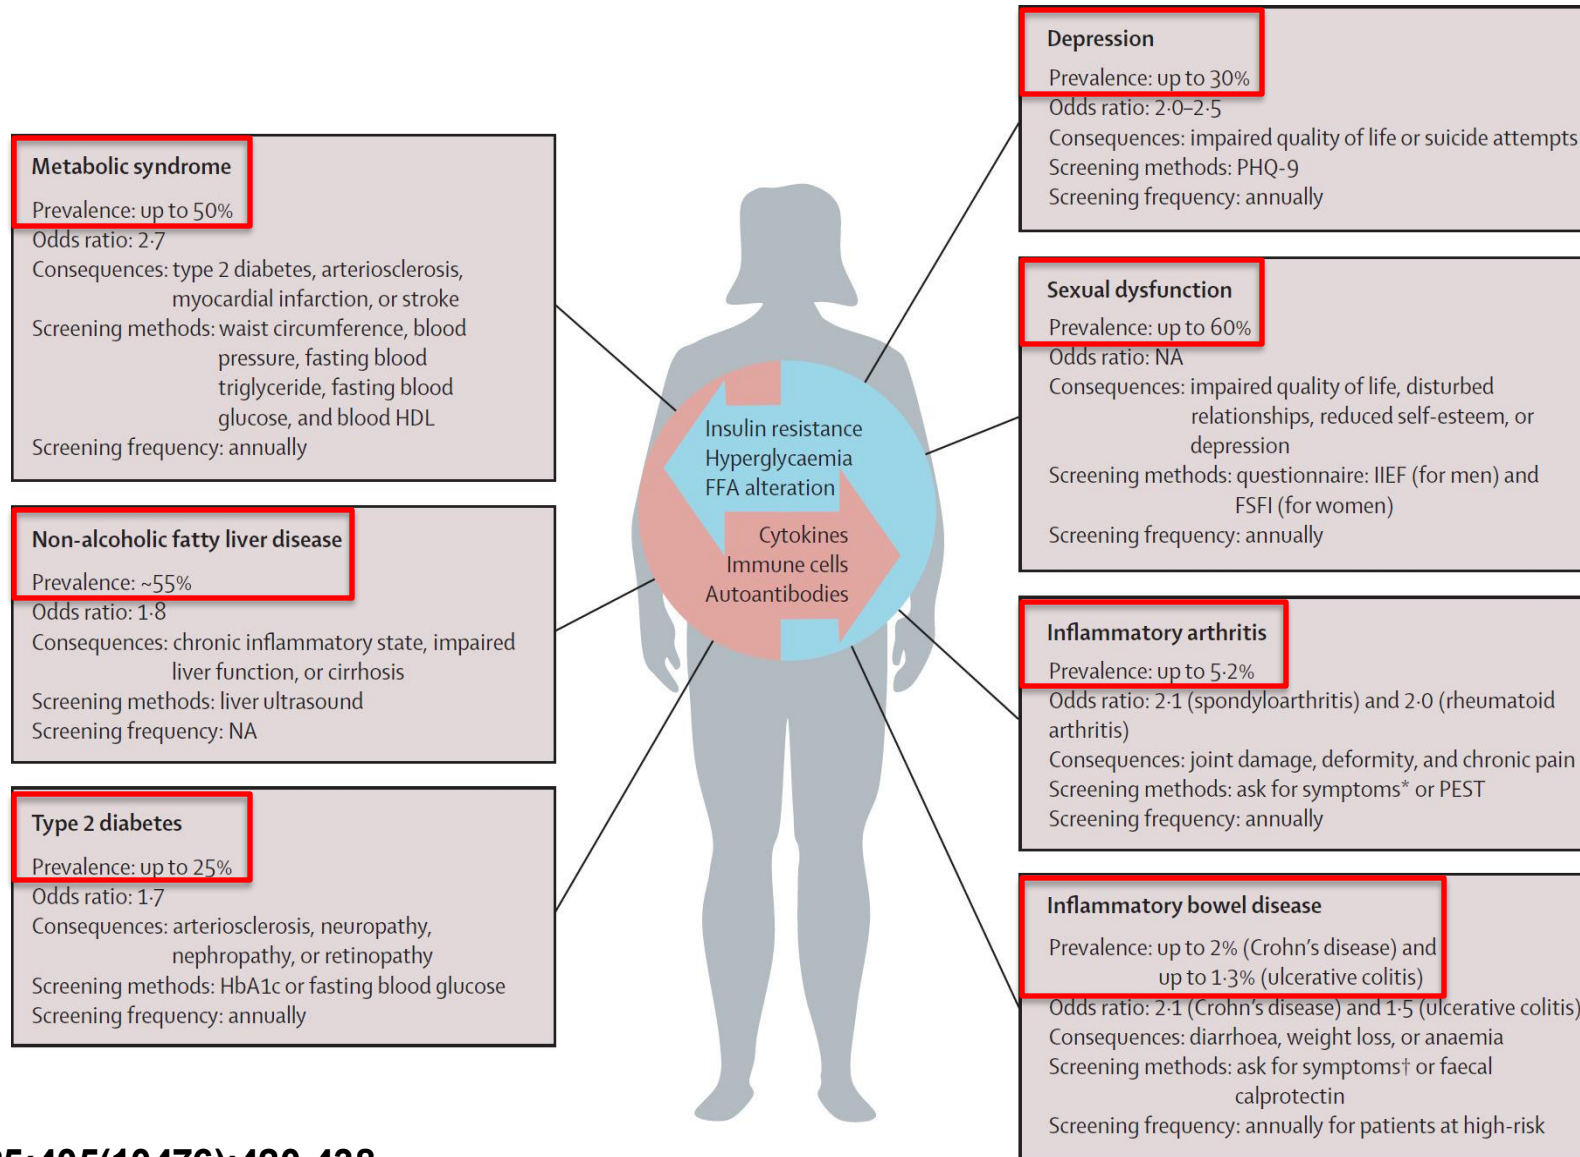 Metabolic syndrome
Prevalence: up to 50%
Odds ratio: 2·7
Consequences: type 2 diabetes, arteriosclerosis,
myocardial infarction, or stroke
Screening methods: waist circumference, blood
pressure, fasting blood
triglyceride, fasting blood
glucose, and blood HDL
Screening frequency: annually
Non-alcoholic fatty liver disease
Prevalence: ~55%
Odds ratio: 1·8
Consequences: chronic inflammatory state, impaired
liver function, or cirrhosis
Screening methods: liver ultrasound
Screening frequency: NA
Type 2 diabetes
Prevalence: up to 25%
Odds ratio: 1·7
Consequences: arteriosclerosis, neuropathy,
nephropathy, or retinopathy
Screening methods: HbA1c or fasting blood glucose
Screening frequency: annually
Insulin resistance
Hyperglycaemia
FFA alteration
Cytokines
Immune cells
Autoantibodies
Depression
Prevalence: up to 30%
Odds ratio: 2·0–2·5
Consequences: impaired quality of life or suicide attempts
Screening methods: PHQ-9
Screening frequency: annually
Sexual dysfunction
Prevalence: up to 60%
Odds ratio: NA
Consequences: impaired quality of life, disturbed
relationships, reduced self-esteem, or
depression
Screening methods: questionnaire: IIEF (for men) and
FSFI (for women)
Screening frequency: annually
Inflammatory arthritis
Prevalence: up to 5·2%
Odds ratio: 2·1 (spondyloarthritis) and 2·0 (rheumatoid
arthritis)
Consequences: joint damage, deformity, and chronic pain
Screening methods: ask for symptoms* or PEST
Screening frequency: annually
Inflammatory bowel disease
Prevalence: up to 2% (Crohn's disease) and
up to 1·3% (ulcerative colitis)
Odds ratio: 2·1 (Crohn's disease) and 1·5 (ulcerative colitis)
Consequences: diarrhoea, weight loss, or anaemia
Screening methods: ask for symptoms† or faecal
calprotectin
Screening frequency: annually for patients at high-risk